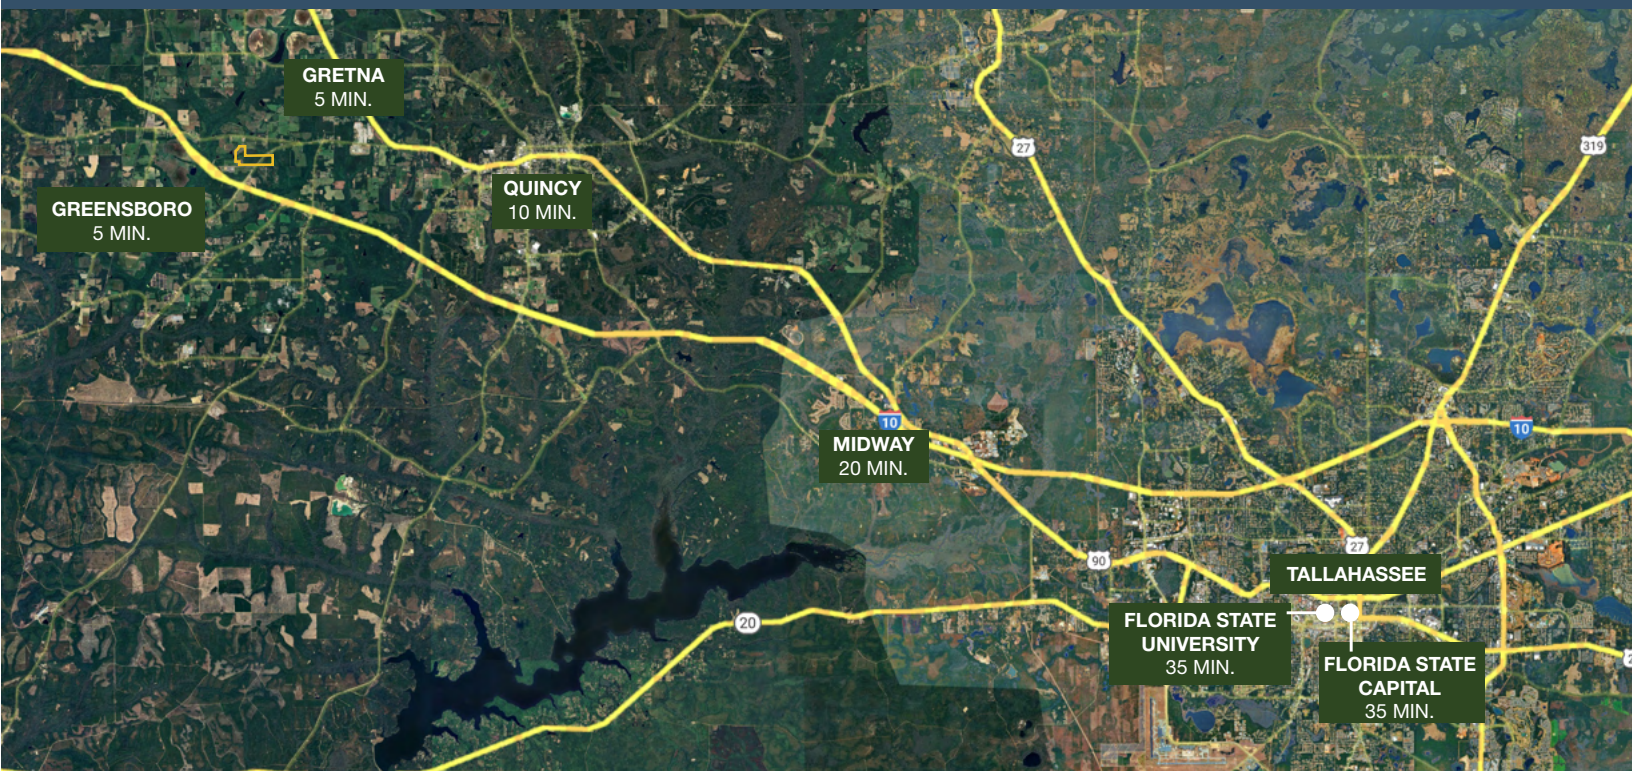 GRETNA
5 MIN.
27
319
QUINCY
10 MIN.
GREENSBORO
5 MIN.
10
MIDWAY
20 MIN.
10
27
90
TALLAHASSEE
20
FLORIDA STATE
UNIVERSITY
35 MIN.
FLORIDA STATE
CAPITAL
35 MIN.